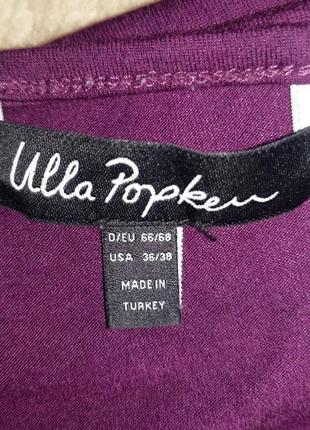 Ulla Popken
D/EU 66/68
USA 36/38
MADE IN
TURKEY